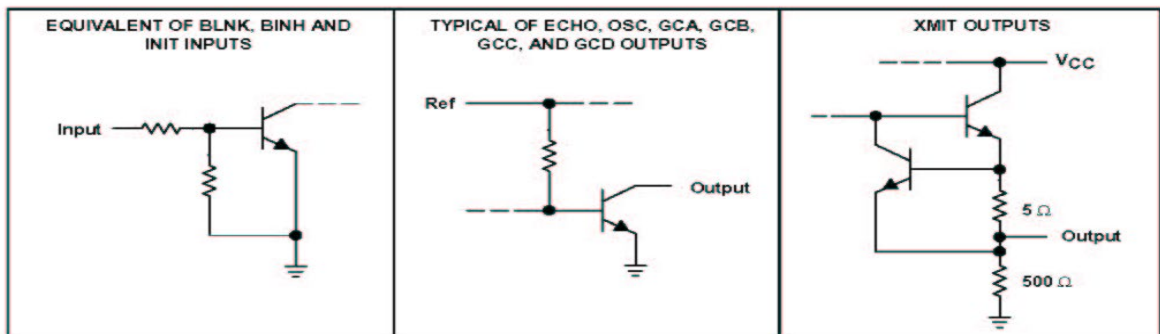 EQUIVALENT OF BLNK, BINH AND
INIT INPUTS
Input
TYPICAL OF ECHO, OSC, GCA, GCB,
GCC, AND GCD OUTPUTS
Ref
Output
XMIT OUTPUTS
VCC
5 Ω
Output
500 Ω